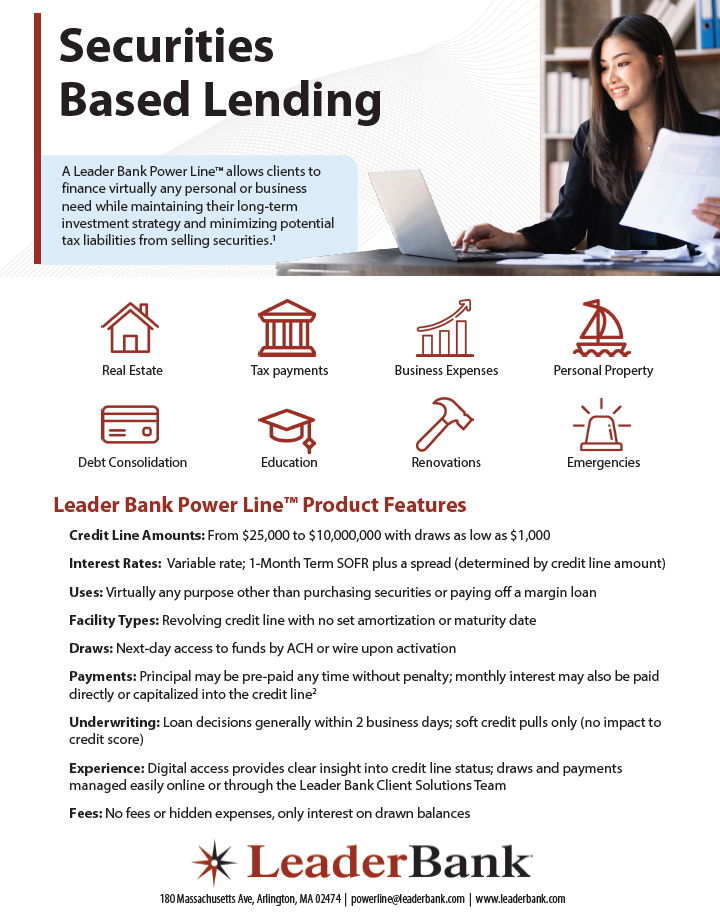 Securities
Based Lending
A Leader Bank Power Line™ allows clients to
finance virtually any personal or business
need while maintaining their long-term
investment strategy and minimizing potential
tax liabilities from selling securities.¹
Real Estate
Tax payments
Business Expenses
Personal Property
Debt Consolidation
Education
Renovations
Emergencies
Leader Bank Power Line™ Product Features
Credit Line Amounts: From $25,000 to $10,000,000 with draws as low as $1,000
Interest Rates: Variable rate; 1-Month Term SOFR plus a spread (determined by credit line amount)
Uses: Virtually any purpose other than purchasing securities or paying off a margin loan
Facility Types: Revolving credit line with no set amortization or maturity date
Draws: Next-day access to funds by ACH or wire upon activation
Payments: Principal may be pre-paid any time without penalty; monthly interest may also be paid
directly or capitalized into the credit line²
Underwriting: Loan decisions generally within 2 business days; soft credit pulls only (no impact to
credit score)
Experience: Digital access provides clear insight into credit line status; draws and payments
managed easily online or through the Leader Bank Client Solutions Team
Fees: No fees or hidden expenses, only interest on drawn balances
LeaderBank
180 Massachusetts Ave, Arlington, MA 02474 | powerline@leaderbank.com | www.leaderbank.com